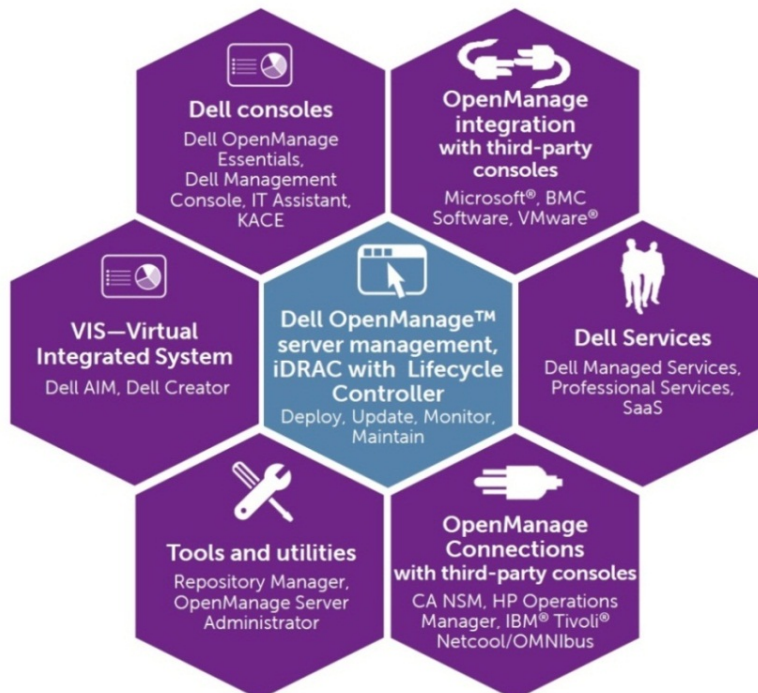 Dell consoles
Dell OpenManage
Essentials,
Dell Management
Console, IT Assistant,
KACE
OpenManage
integration
with third-party
consoles
Microsoft®, BMC
Software, VMware®
VIS—Virtual
Integrated System
Dell AIM, Dell Creator
Dell OpenManage™
server management,
iDRAC with Lifecycle
Controller
Deploy, Update, Monitor,
Maintain
Dell Services
Dell Managed Services,
Professional Services,
SaaS
Tools and utilities
Repository Manager,
OpenManage Server
Administrator
OpenManage
Connections
with third-party consoles
CA NSM, HP Operations
Manager, IBM® Tivoli®
Netcool/OMNIbus